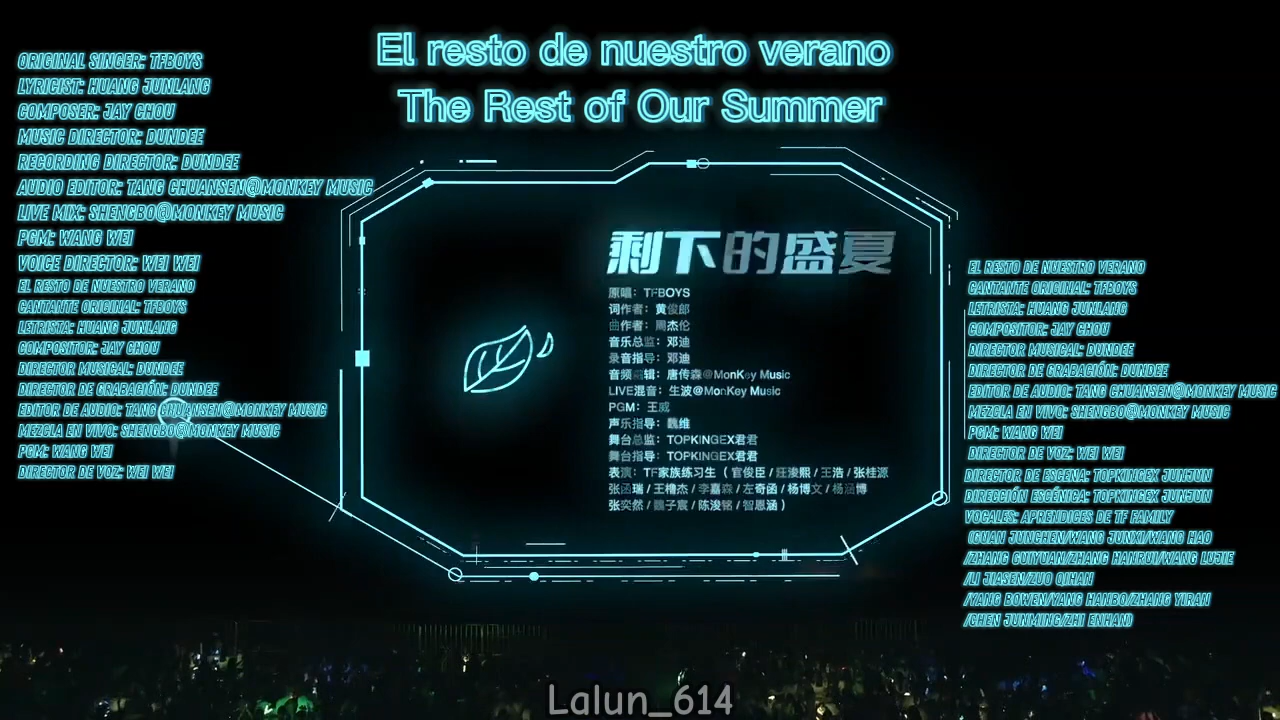 El resto de nuestro verano
The Rest of Our Summer
ORIGINAL SINGER: TFBOYS
LYRICIST: HUANG JUNLANG
COMPOSER: JAY CHOU
MUSIC DIRECTOR: DUNDEE
RECORDING DIRECTOR: DUNDEE
AUDIO EDITOR: TANG CHUANSEN@MONKEY MUSIC
LIVE MIX: SHENGBO@MONKEY MUSIC
PGM: WANG WEI
VOICE DIRECTOR: WEI WEI
EL RESTO DE NUESTRO VERANO
CANTANTE ORIGINAL: TFBOYS
LETRISTA: HUANG JUNLANG
COMPOSITOR: JAY CHOU
DIRECTOR MUSICAL: DUNDEE
DIRECTOR DE GRABACIÓN: DUNDEE
EDITOR DE AUDIO: TANG CHUANSEN@MONKEY MUSIC
MEZCLA EN VIVO: SHENGBO@MONKEY MUSIC
PGM: WANG WEI
DIRECTOR DE VOZ: WEI WEI
剩下的盛夏
原唱：TFBOYS
词作者：黄俊郎
曲作者：周杰伦
音乐总监：邓迪
录音指导：邓迪
音频编辑：唐传森@MonKey Music
LIVE混音：生波@MonKey Music
PGM：王威
声乐指导：魏维
舞台总监：TOPKINGEX君君
舞台指导：TOPKINGEX君君
表演：TF家族练习生（官俊臣 / 汪浚熙 / 王浩 / 张桂源
张函瑞 / 王橹杰 / 李嘉森 / 左奇函 / 杨博文 / 杨涵博
张奕然 / 魏子宸 / 陈浚铭 / 智恩涵）
EL RESTO DE NUESTRO VERANO
CANTANTE ORIGINAL: TFBOYS
LETRISTA: HUANG JUNLANG
COMPOSITOR: JAY CHOU
DIRECTOR MUSICAL: DUNDEE
DIRECTOR DE GRABACIÓN: DUNDEE
EDITOR DE AUDIO: TANG CHUANSEN@MONKEY MUSIC
MEZCLA EN VIVO: SHENGBO@MONKEY MUSIC
PGM: WANG WEI
DIRECTOR DE VOZ: WEI WEI
DIRECTOR DE ESCENA: TOPKINGEX JUNJUN
DIRECCIÓN ESCÉNICA: TOPKINGEX JUNJUN
VOCALES: APRENDICES DE TF FAMILY
(GUAN JUNCHEN/WANG JUNXI/WANG HAO
/ZHANG GUIYUAN/ZHANG HANRUI/WANG LUJIE
/LI JIASEN/ZUO QIHAN
/YANG BOWEN/YANG HANBO/ZHANG YIRAN
/CHEN JUNMING/ZHI ENHAN)
Lalun_614